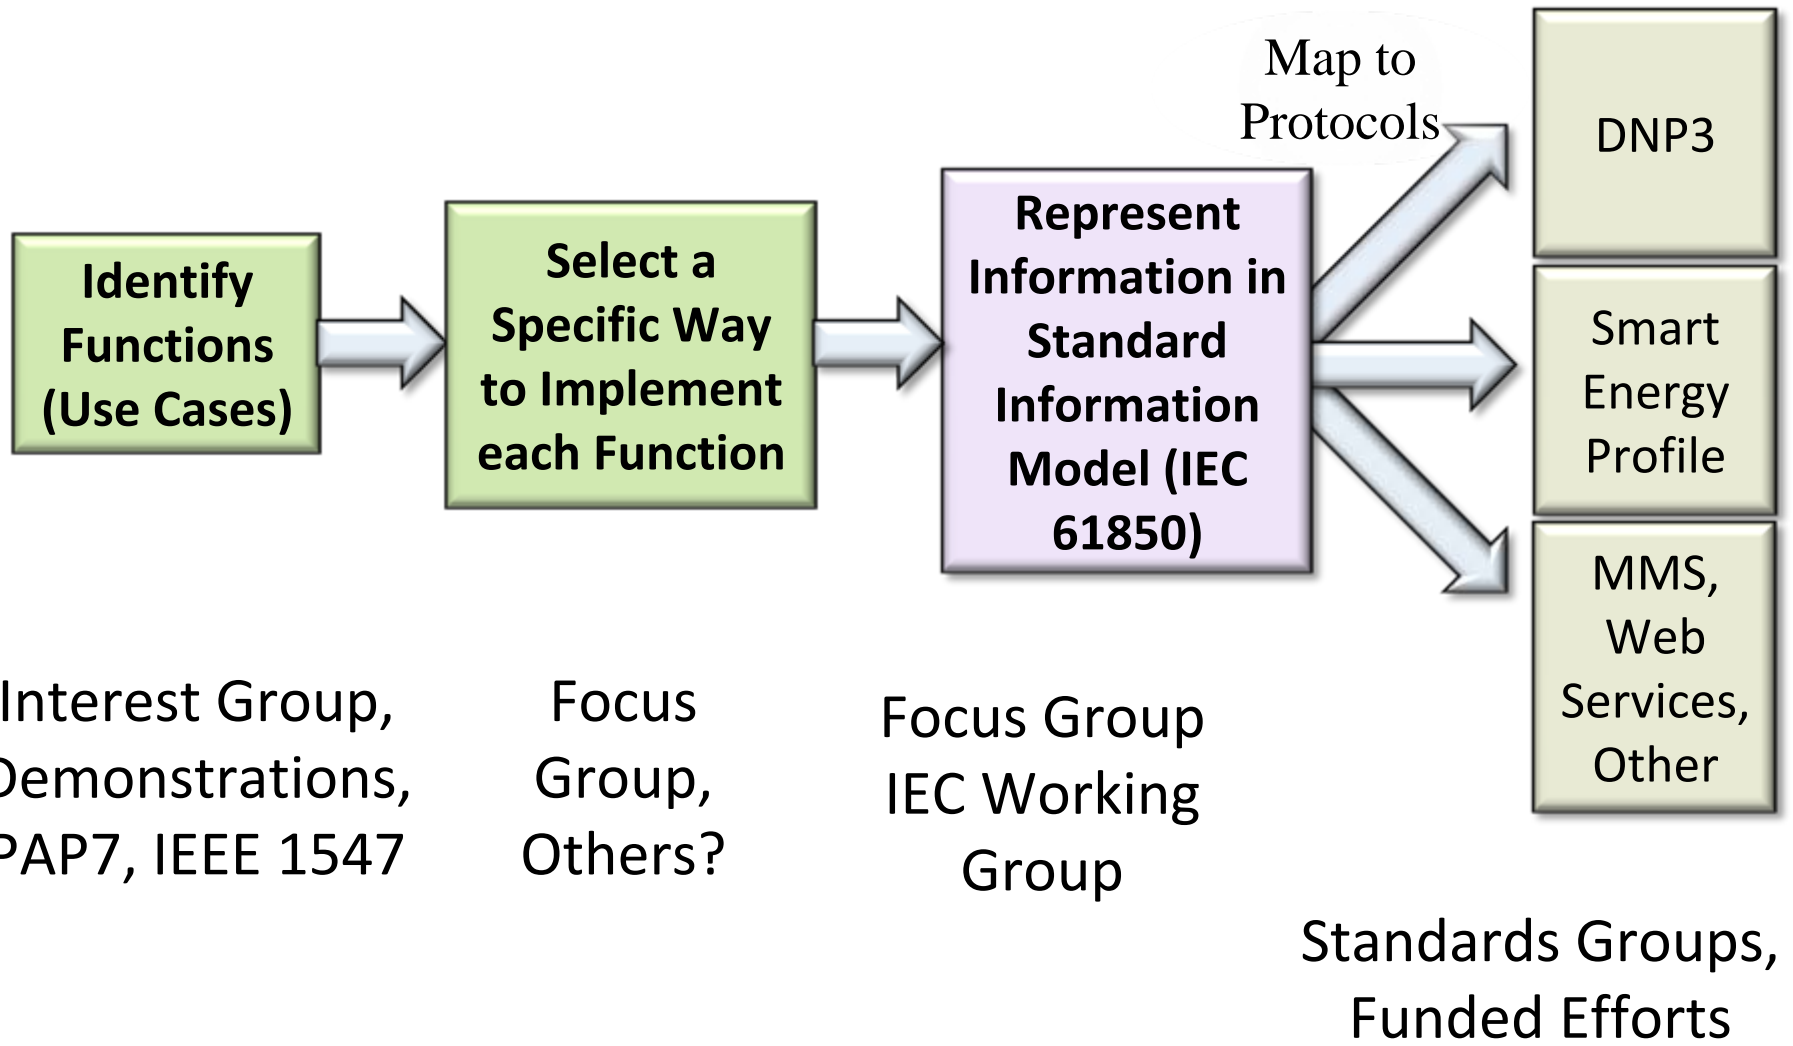 Identify
Functions
(Use Cases)
Select a
Specific Way
to Implement
each Function
Represent
Information in
Standard
Information
Model (IEC
61850)
Map to
Protocols
DNP3
Smart
Energy
Profile
MMS,
Web
Services,
Other
Interest Group,
Demonstrations,
PAP7, IEEE 1547
Focus
Group,
Others?
Focus Group
IEC Working
Group
Standards Groups,
Funded Efforts